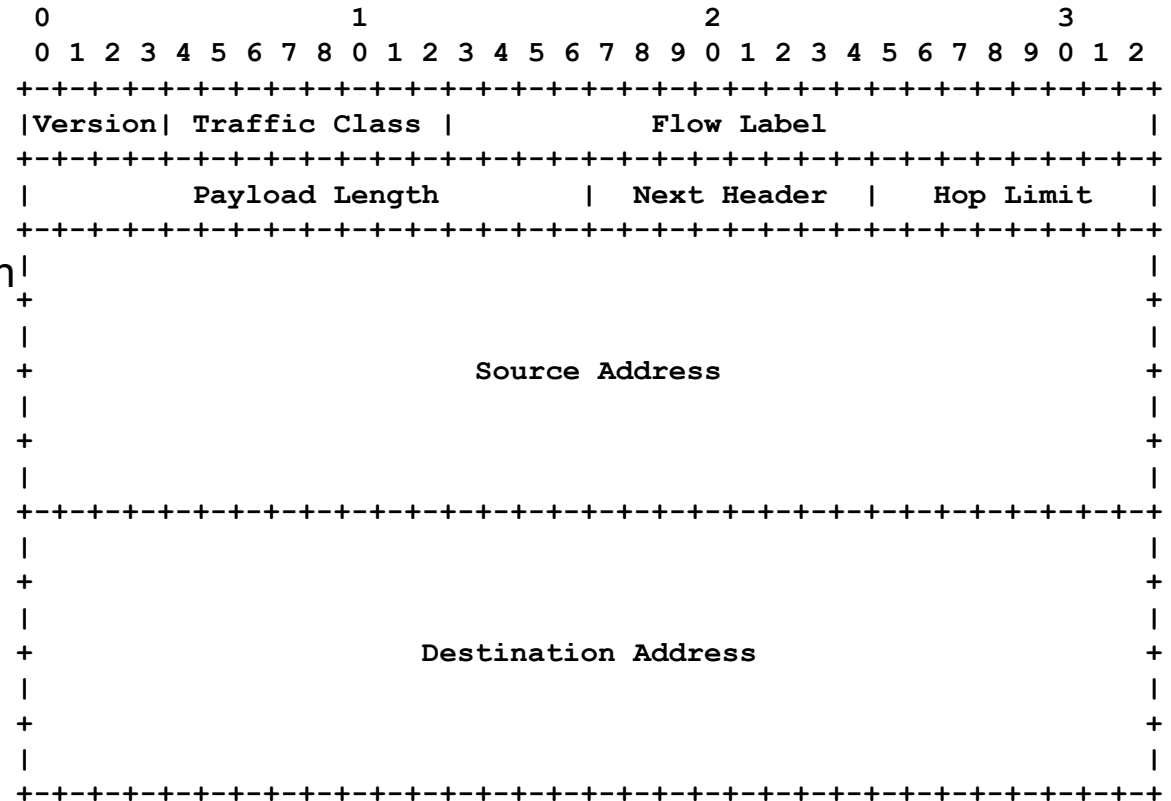 0                 1                   2                   3
 0 1 2 3 4 5 6 7 8 0 1 2 3 4 5 6 7 8 9 0 1 2 3 4 5 6 7 8 9 0 1 2
+-+-+-+-+-+-+-+-+-+-+-+-+-+-+-+-+-+-+-+-+-+-+-+-+-+-+-+-+-+-+-+-+
|Version| Traffic Class |           Flow Label                  |
+-+-+-+-+-+-+-+-+-+-+-+-+-+-+-+-+-+-+-+-+-+-+-+-+-+-+-+-+-+-+-+-+
|         Payload Length        |  Next Header  |   Hop Limit   |
+-+-+-+-+-+-+-+-+-+-+-+-+-+-+-+-+-+-+-+-+-+-+-+-+-+-+-+-+-+-+-+-+
n|                                                               |
+                                                               +
|                                                               |
+                         Source Address                        +
|                                                               |
+                                                               +
|                                                               |
+-+-+-+-+-+-+-+-+-+-+-+-+-+-+-+-+-+-+-+-+-+-+-+-+-+-+-+-+-+-+-+-+
|                                                               |
+                                                               +
|                                                               |
+                      Destination Address                      +
|                                                               |
+                                                               +
|                                                               |
+-+-+-+-+-+-+-+-+-+-+-+-+-+-+-+-+-+-+-+-+-+-+-+-+-+-+-+-+-+-+-+-+